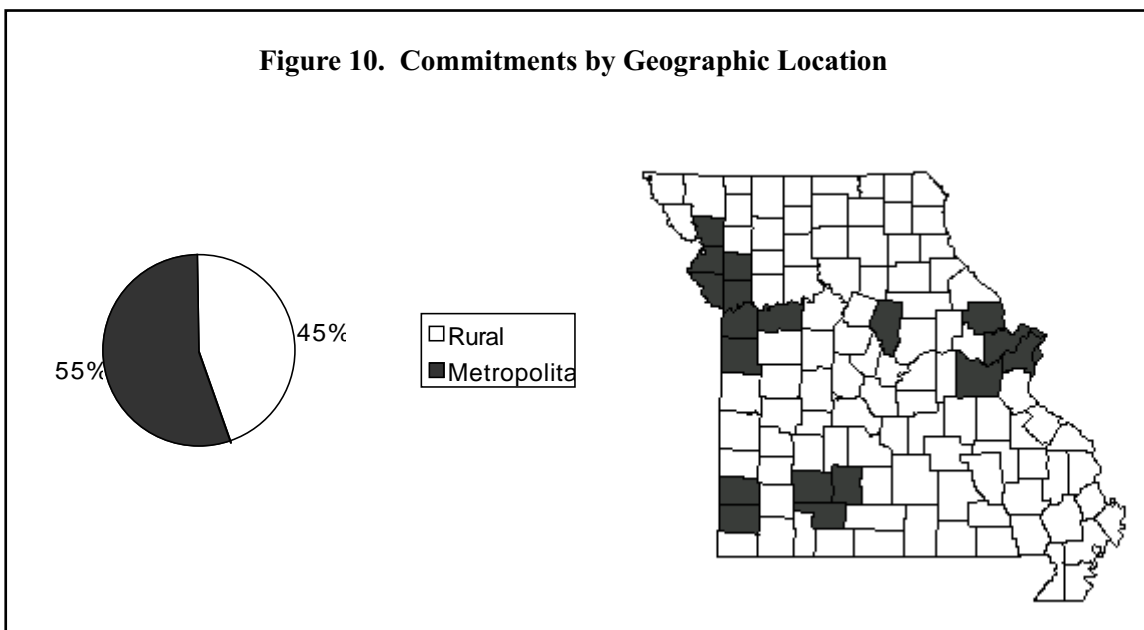 Figure 10. Commitments by Geographic Location
45%
55%
Rural
Metropolita